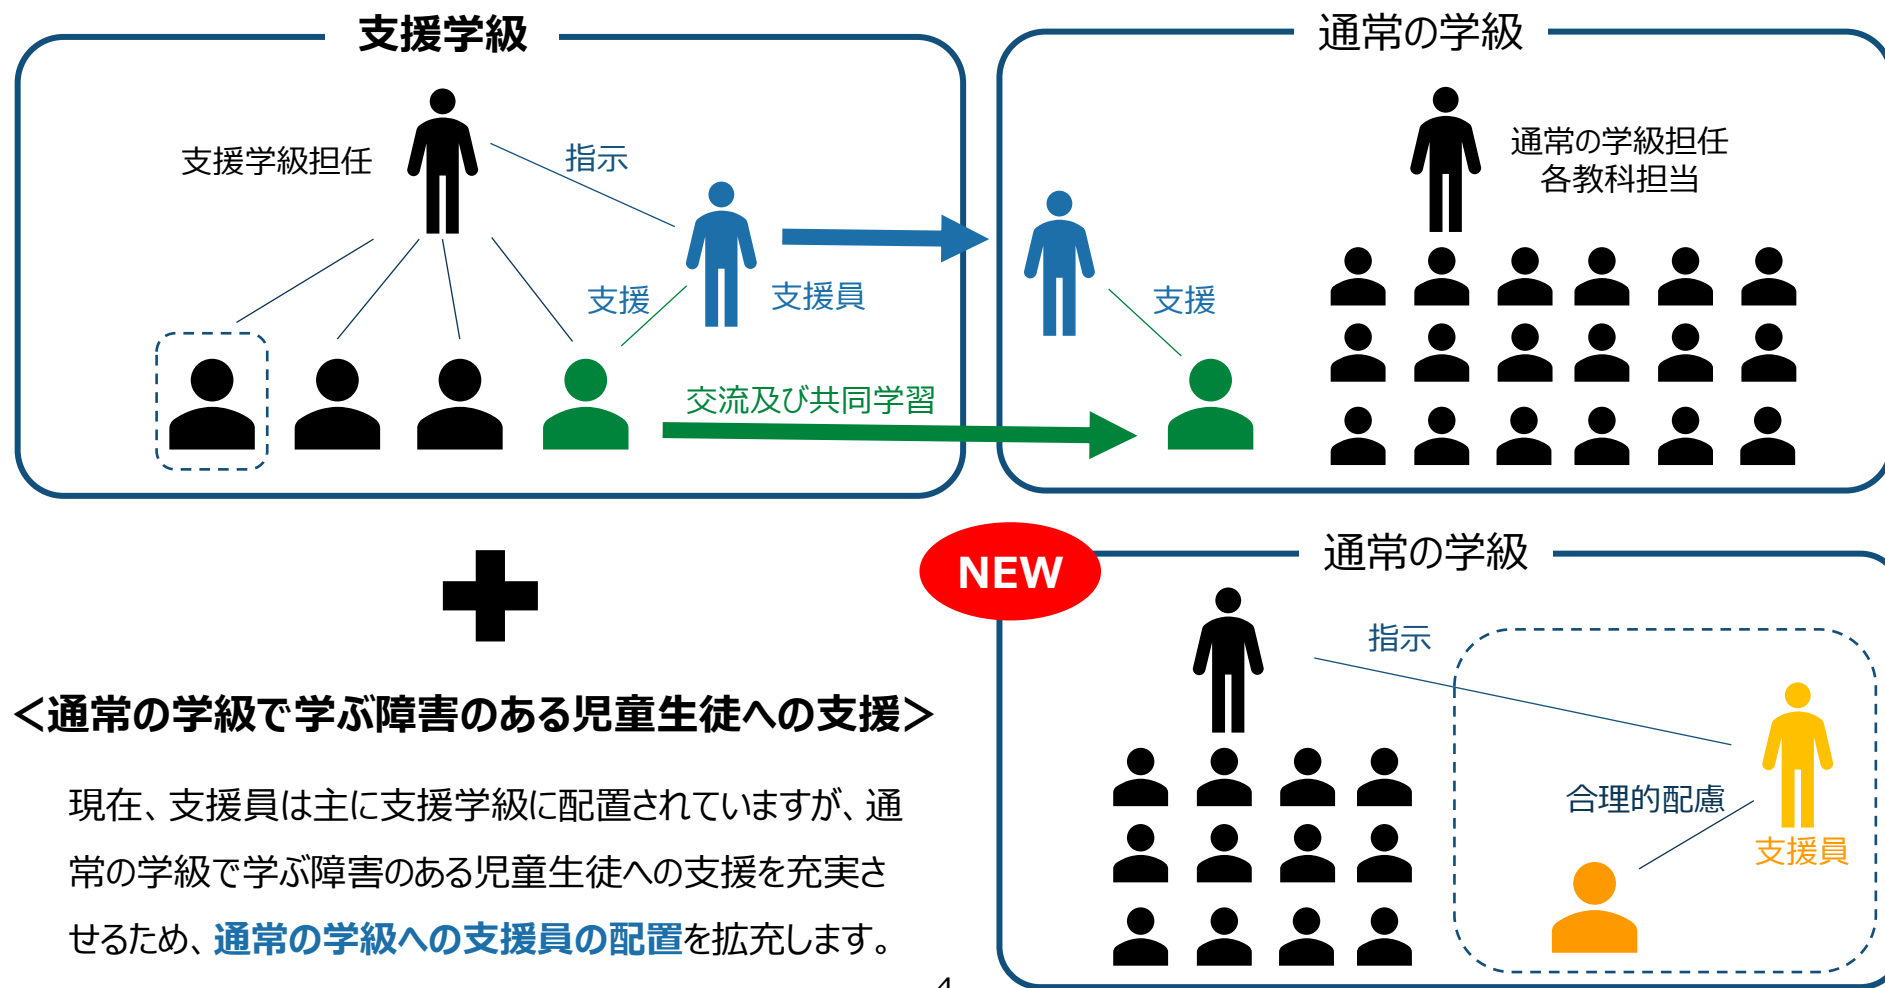 支援学級
支援学級担任
指示
支援
支援員
交流及び共同学習
通常の学級
通常の学級担任
各教科担当
支援
＜通常の学級で学ぶ障害のある児童生徒への支援＞
現在、支援員は主に支援学級に配置されていますが、通
常の学級で学ぶ障害のある児童生徒への支援を充実さ
せるため、通常の学級への支援員の配置を拡充します。
NEW
通常の学級
指示
合理的配慮
支援員